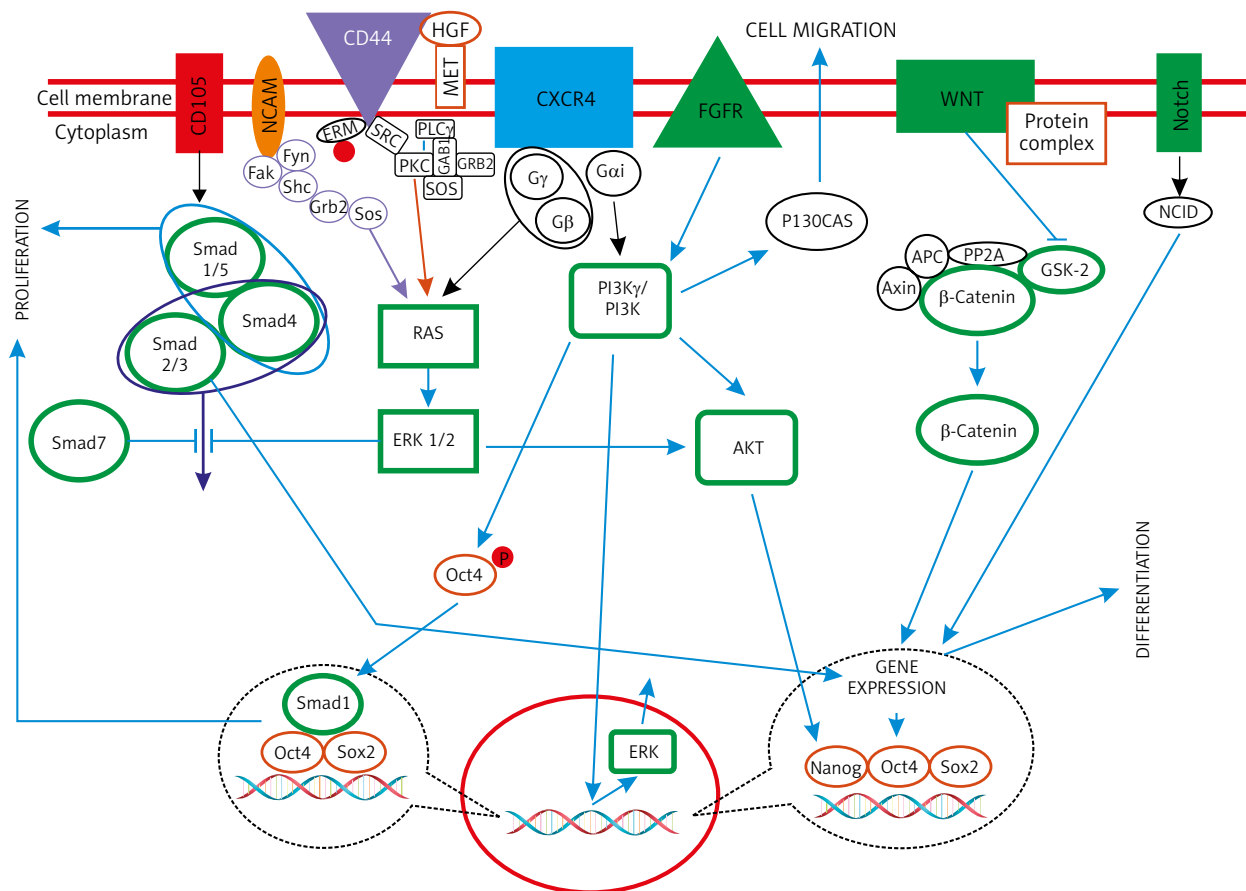 CD44
HGF
CELL MIGRATION
MET
Cell membrane
Cytoplasm
CD105
NCAM
CXCR4
FGFR
WNT
Protein
complex
Notch
ERM
SRC
PLCγ
PKC
GAB1
GRB2
SOS
Fak
Fyn
Shc
Grb2
Sos
Gγ
Gβ
Gαi
P130CAS
NCID
PROLIFERATION
Smad
1/5
Smad4
Smad
2/3
RAS
PI3Kγ/
PI3K
APC
PP2A
Axin
β-Catenin
GSK-2
Smad7
ERK 1/2
AKT
β-Catenin
Oct4
P
DIFFERENTIATION
Smad1
Oct4
Sox2
ERK
GENE
EXPRESSION
Nanog
Oct4
Sox2